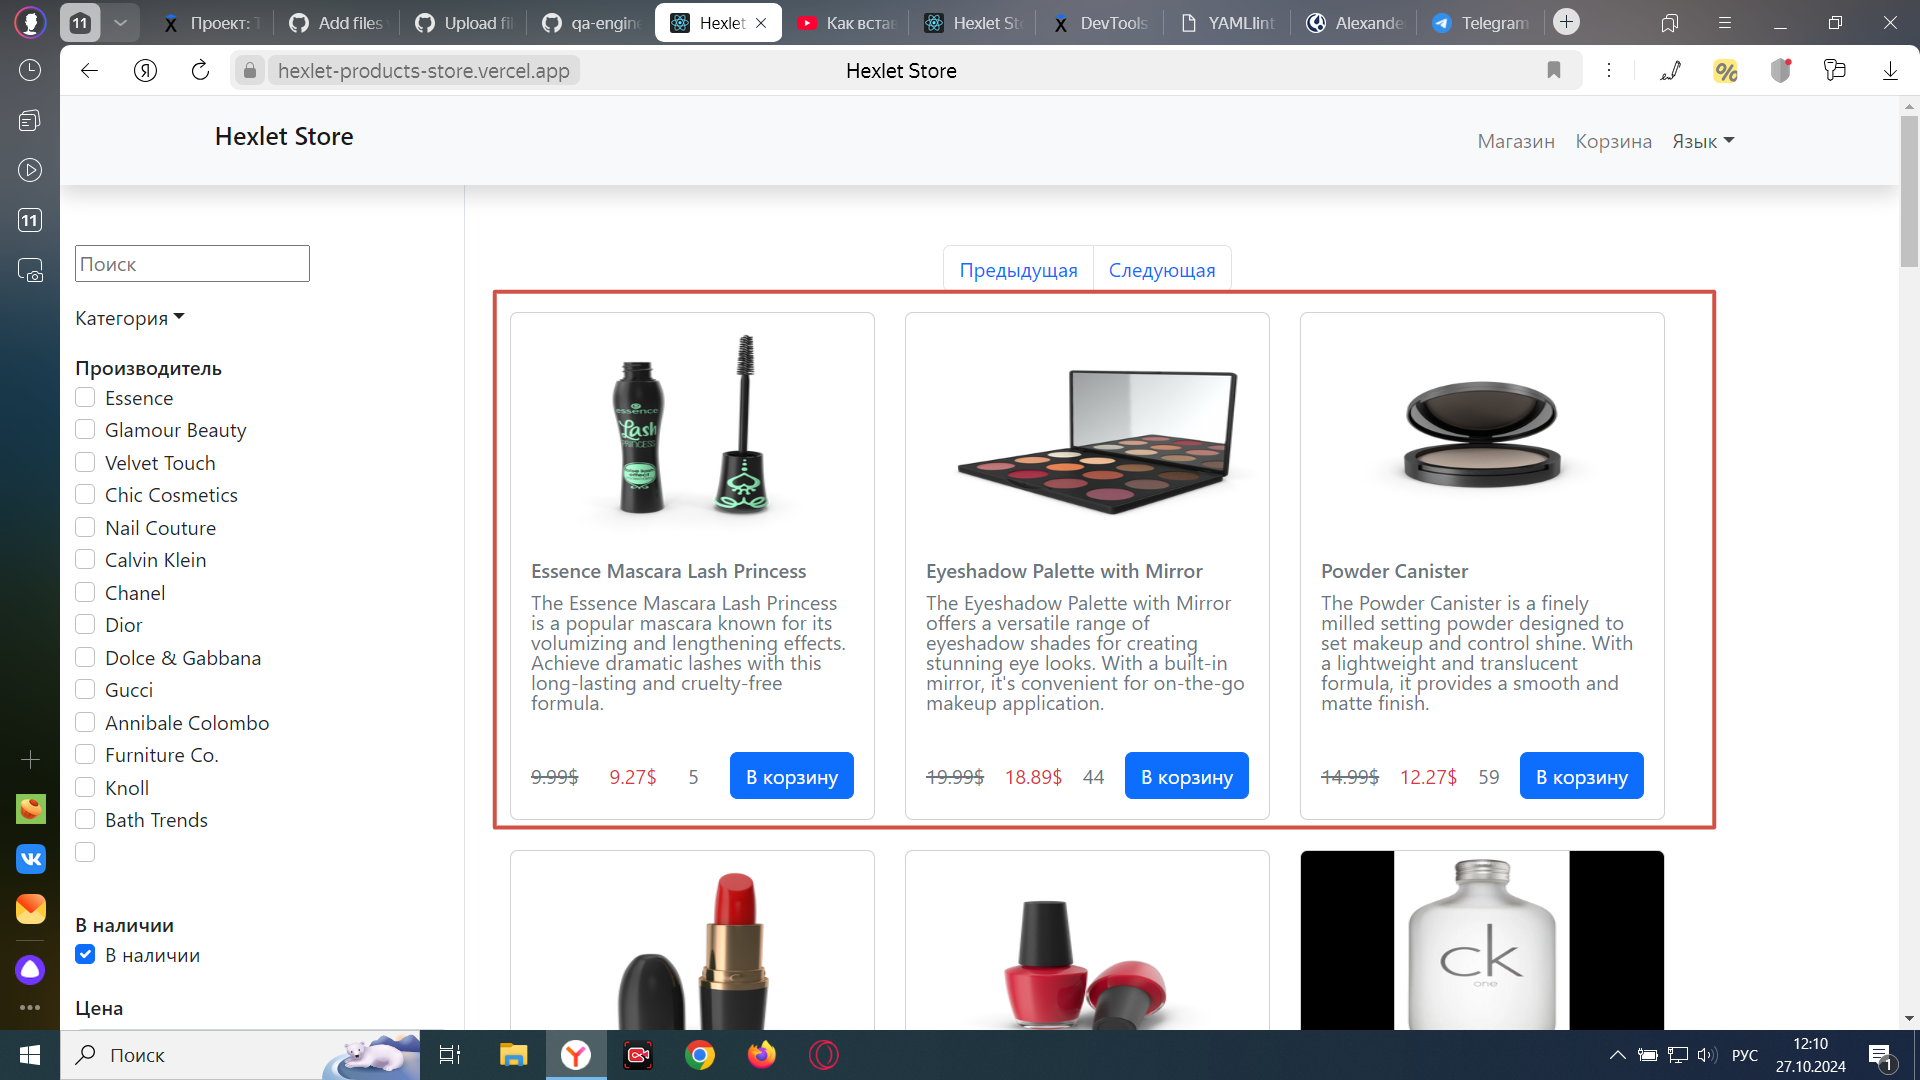 11
Проект: Т
Add files
Upload fil
qa-engine
Hexlet
Как встав
Hexlet Sto
DevTools
YAMLlint
Alexande
Telegram
hexlet-products-store.vercel.app
Hexlet Store
11
Hexlet Store
Магазин
Корзина
Язык
Поиск
Категория
Производитель
Essence
Glamour Beauty
Velvet Touch
Chic Cosmetics
Nail Couture
Calvin Klein
Chanel
Dior
Dolce & Gabbana
Gucci
Annibale Colombo
Furniture Co.
Knoll
Bath Trends
В наличии
В наличии
Цена
Предыдущая
Следующая
essence
Lash
PRINCESS
Essence Mascara Lash Princess
The Essence Mascara Lash Princess
is a popular mascara known for its
volumizing and lengthening effects.
Achieve dramatic lashes with this
long-lasting and cruelty-free
formula.
9.99$ 9.27$ 5 В корзину
Eyeshadow Palette with Mirror
The Eyeshadow Palette with Mirror
offers a versatile range of
eyeshadow shades for creating
stunning eye looks. With a built-in
mirror, it's convenient for on-the-go
makeup application.
19.99$ 18.89$ 44 В корзину
Powder Canister
The Powder Canister is a finely
milled setting powder designed to
set makeup and control shine. With
a lightweight and translucent
formula, it provides a smooth and
matte finish.
14.99$ 12.27$ 59 В корзину
ck
one
Поиск
РУС
12:10
27.10.2024
1